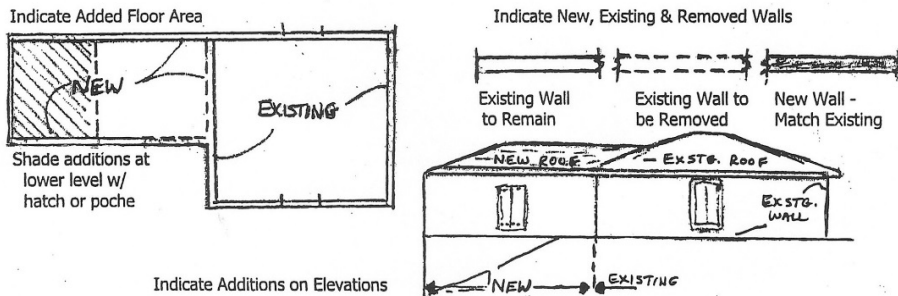 Indicate Added Floor Area
NEW
EXISTING
Shade additions at
lower level w/
hatch or poche
Indicate New, Existing & Removed Walls
Existing Wall
to Remain
Existing Wall to
be Removed
New Wall -
Match Existing
NEW ROOF
EXSTG. ROOF
EXSTG.
WALL
Indicate Additions on Elevations
NEW
EXISTING